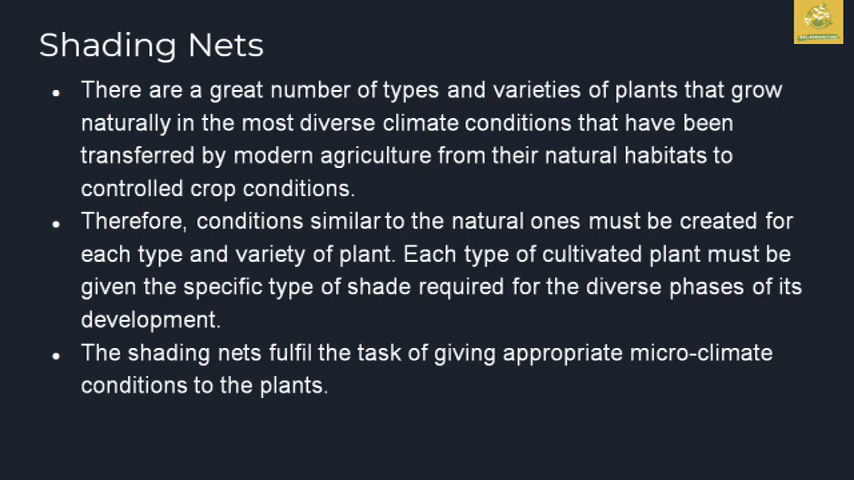 Shading Nets
• There are a great number of types and varieties of plants that grow
naturally in the most diverse climate conditions that have been
transferred by modern agriculture from their natural habitats to
controlled crop conditions.
• Therefore, conditions similar to the natural ones must be created for
each type and variety of plant. Each type of cultivated plant must be
given the specific type of shade required for the diverse phases of its
development.
• The shading nets fulfil the task of giving appropriate micro-climate
conditions to the plants.